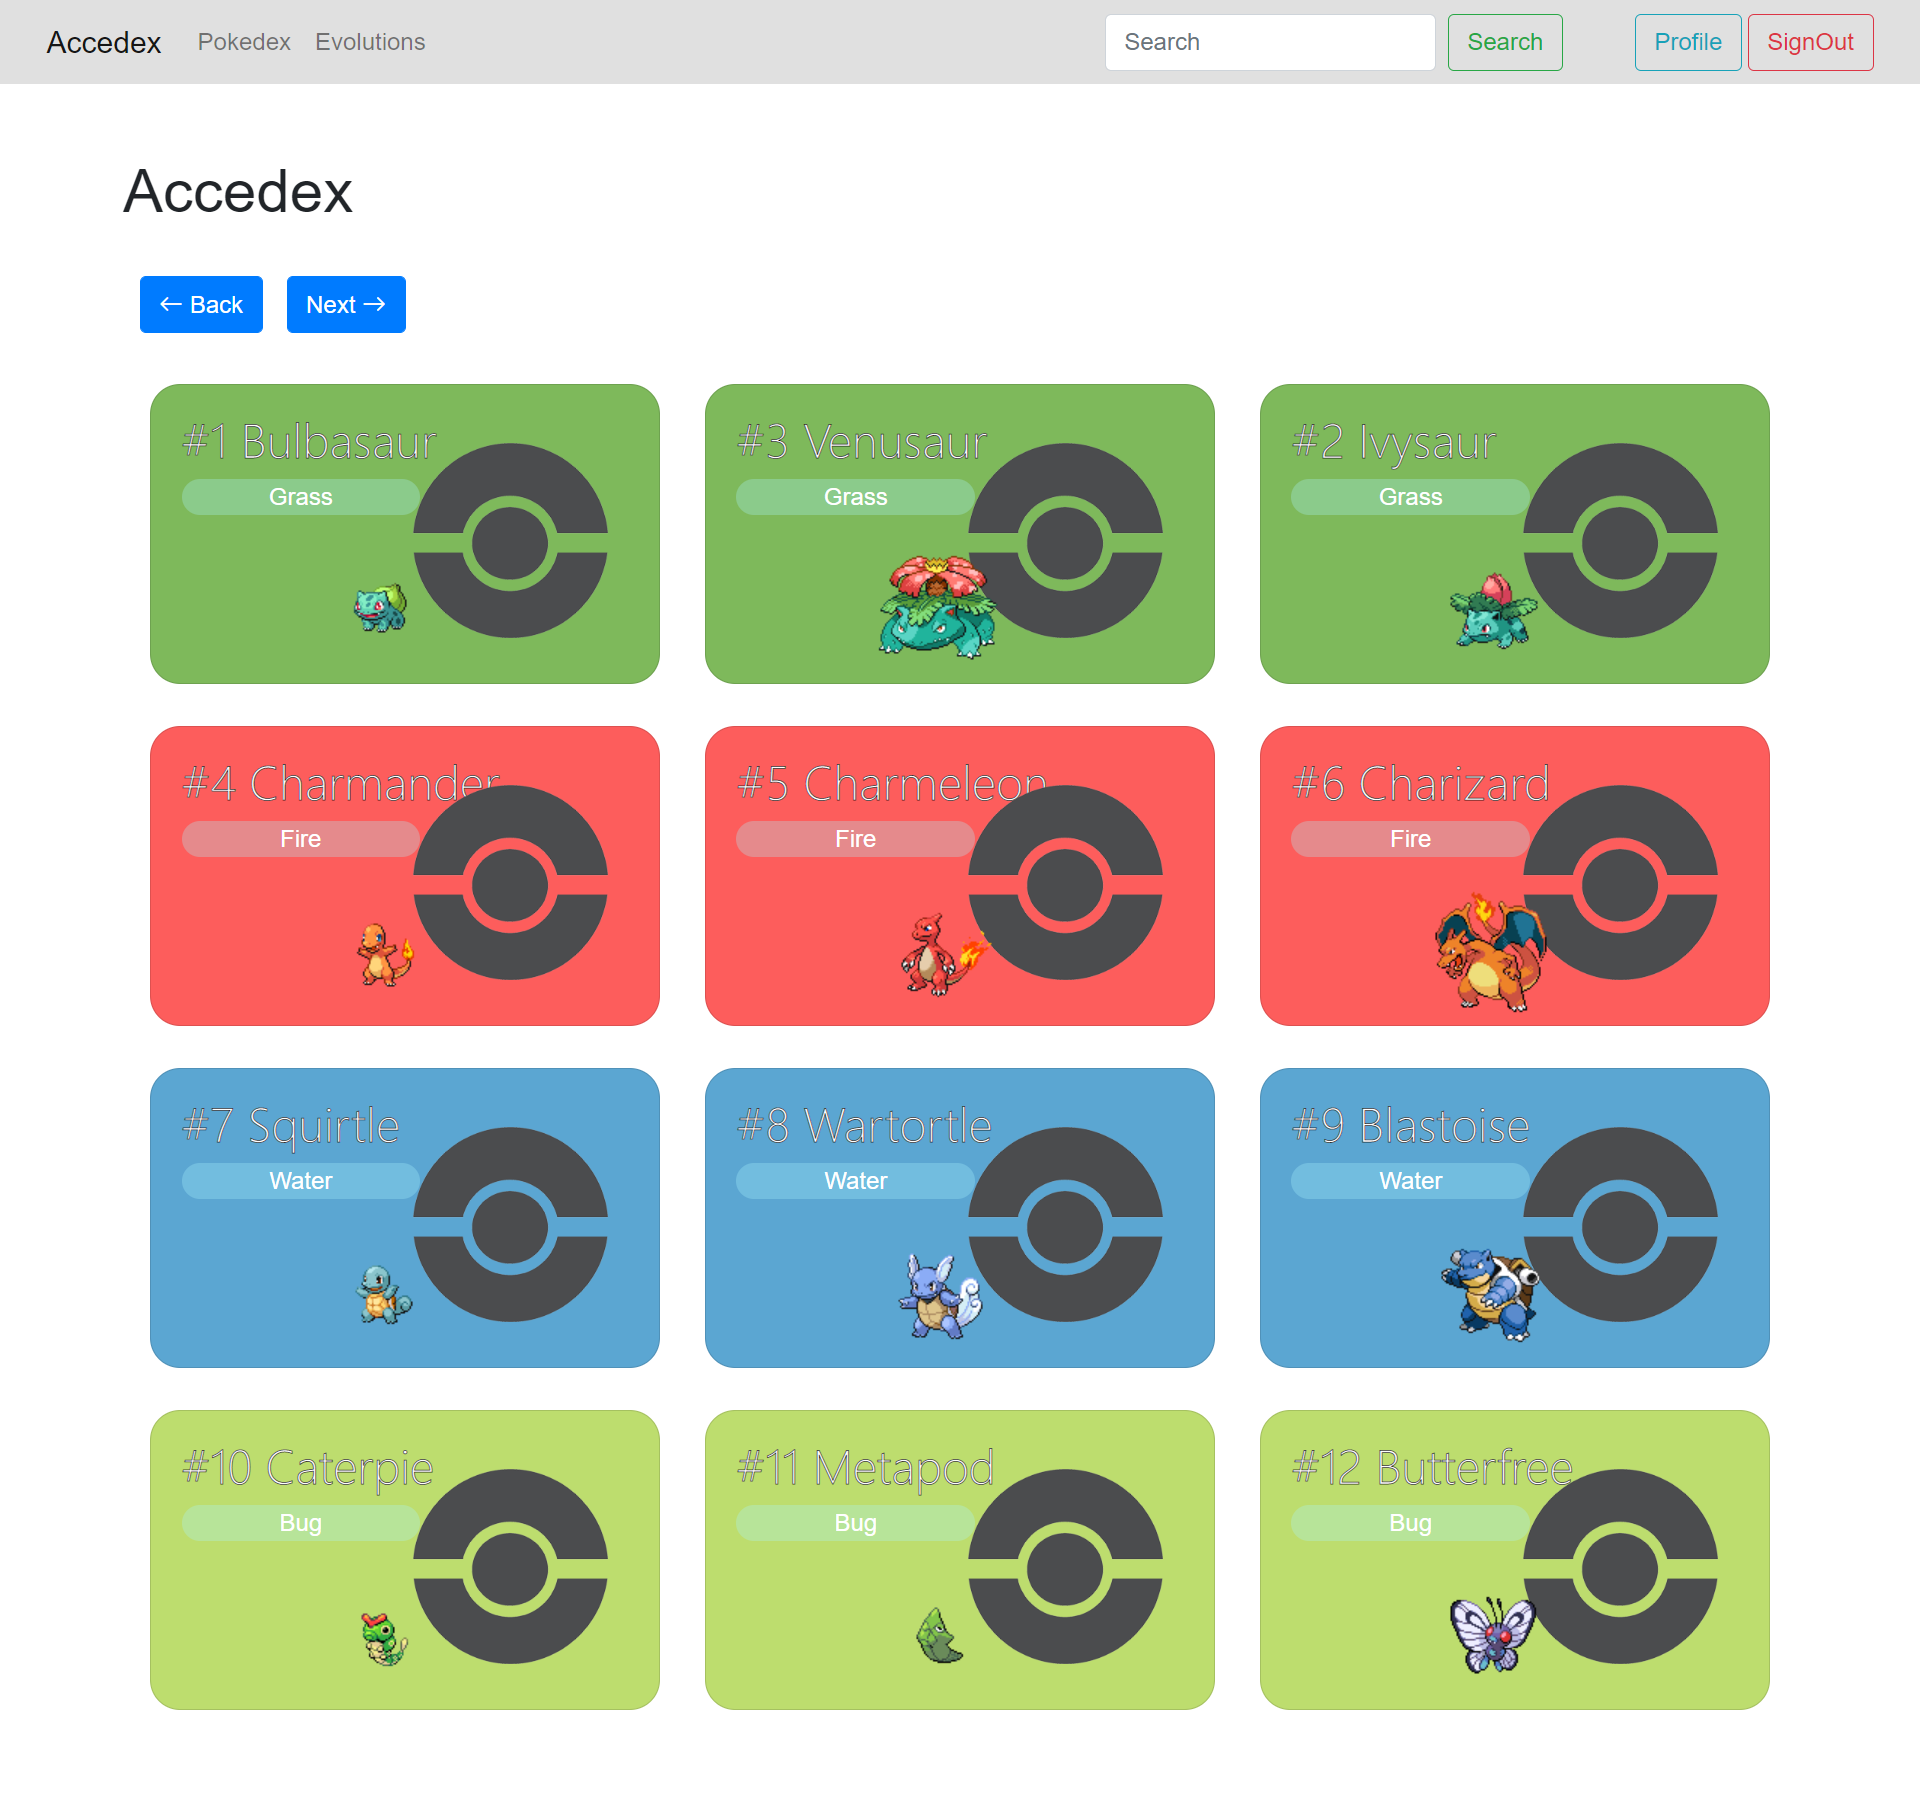 Accedex Pokedex Evolutions Search Search Profile SignOut
Accedex
← Back Next →
#1 Bulbasaur #3 Venusaur #2 Ivysaur
Grass Grass Grass
#4 Charmander #5 Charmeleon #6 Charizard
Fire Fire Fire
#7 Squirtle #8 Wartortle #9 Blastoise
Water Water Water
#10 Caterpie #11 Metapod #12 Butterfree
Bug Bug Bug